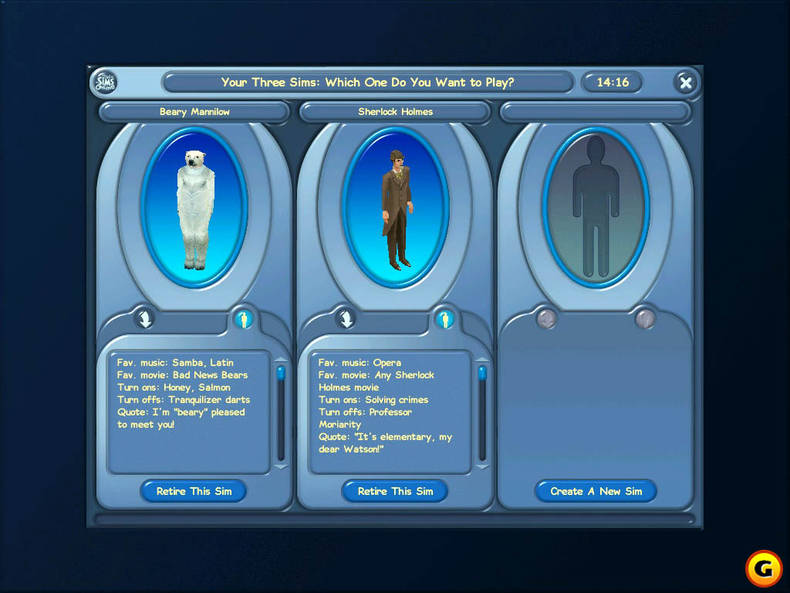 The
SIMS
Online
Your Three Sims: Which One Do You Want to Play?
14:16
Beary Mannilow
Sherlock Holmes
Fav. music: Samba, Latin
Fav. movie: Bad News Bears
Turn ons: Honey, Salmon
Turn offs: Tranquilizer darts
Quote: I'm "beary" pleased
to meet you!
Fav. music: Opera
Fav. movie: Any Sherlock
Holmes movie
Turn ons: Solving crimes
Turn offs: Professor
Moriarity
Quote: "It's elementary, my
dear Watson!"
Retire This Sim
Retire This Sim
Create A New Sim
G